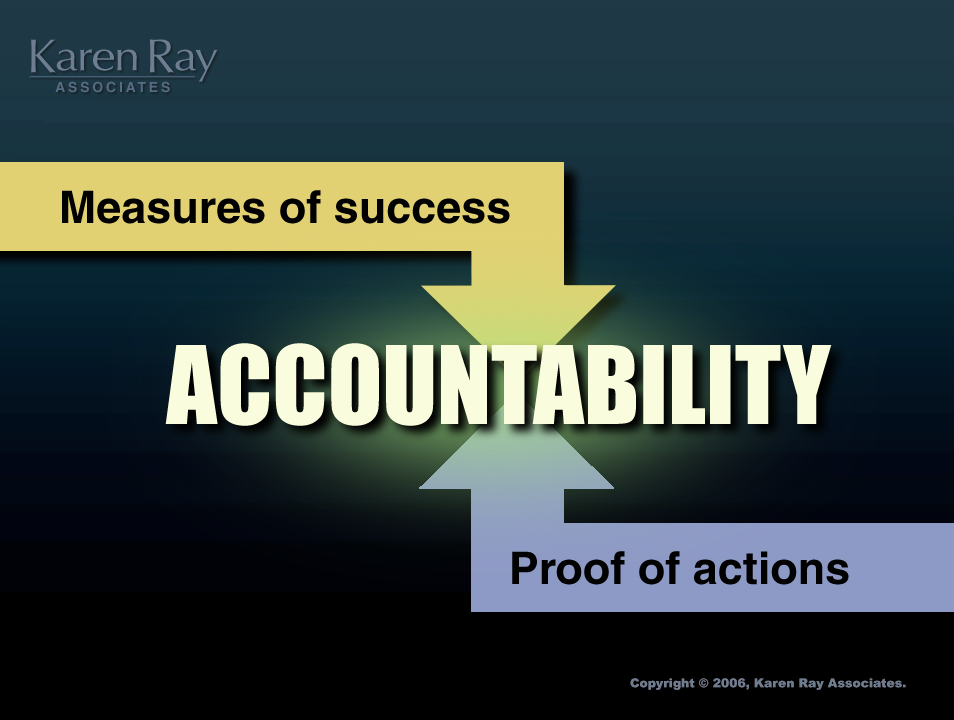 Karen Ray
ASSOCIATES
Measures of success
ACCOUNTABILITY
Proof of actions
Copyright © 2006, Karen Ray Associates.